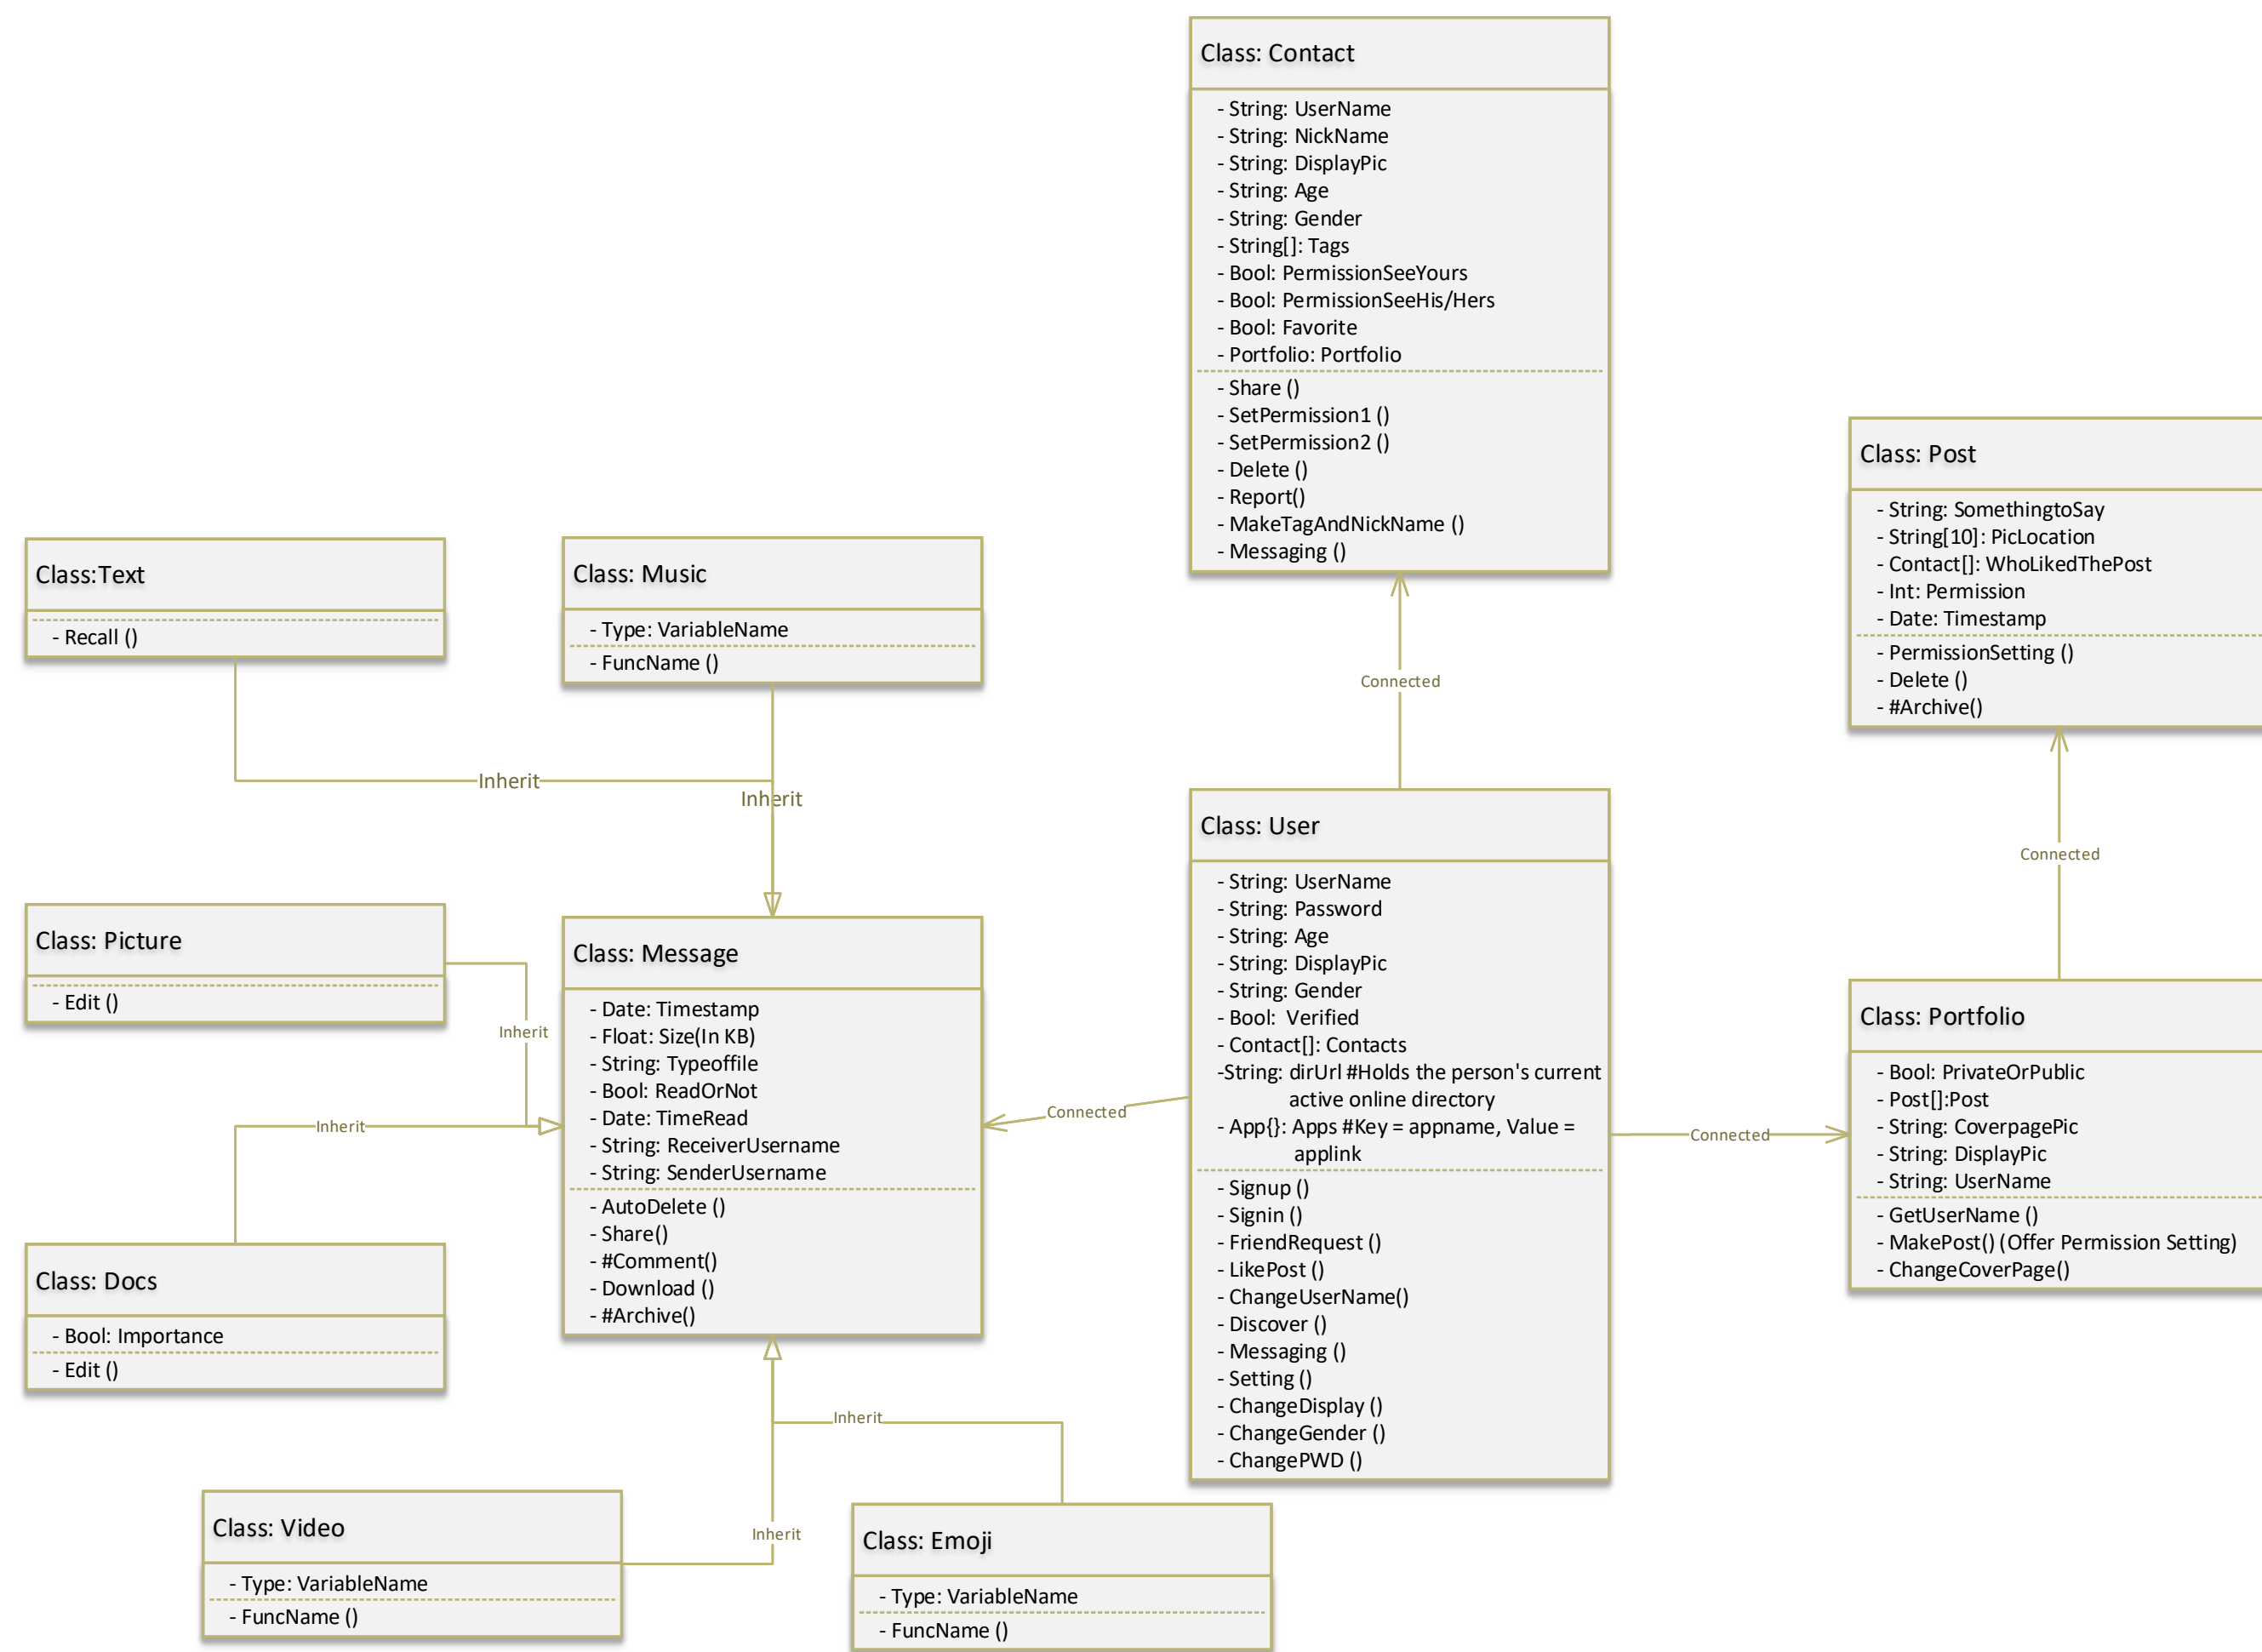 Class: Contact
- String: UserName
- String: NickName
- String: DisplayPic
- String: Age
- String: Gender
- String[]: Tags
- Bool: PermissionSeeYours
- Bool: PermissionSeeHis/Hers
- Bool: Favorite
- Portfolio: Portfolio
- Share ()
- SetPermission1 ()
- SetPermission2 ()
- Delete ()
- Report()
- MakeTagAndNickName ()
- Messaging ()
Class: Post
- String: SomethingtoSay
- String[10]: PicLocation
- Contact[]: WhoLikedThePost
- Int: Permission
- Date: Timestamp
- PermissionSetting ()
- Delete ()
- #Archive()
Class:Text
- Recall ()
Class: Music
- Type: VariableName
- FuncName ()
Connected
Inherit
Inherit
Connected
Class: User
- String: UserName
- String: Password
- String: Age
- String: DisplayPic
- String: Gender
- Bool:  Verified
- Contact[]: Contacts
-String: dirUrl #Holds the person's current
active online directory
- App{}: Apps #Key = appname, Value =
applink
- Signup ()
- Signin ()
- FriendRequest ()
- LikePost ()
- ChangeUserName()
- Discover ()
- Messaging ()
- Setting ()
- ChangeDisplay ()
- ChangeGender ()
- ChangePWD ()
Class: Picture
- Edit ()
Inherit
Class: Message
- Date: Timestamp
- Float: Size(In KB)
- String: Typeoffile
- Bool: ReadOrNot
- Date: TimeRead
- String: ReceiverUsername
- String: SenderUsername
- AutoDelete ()
- Share()
- #Comment()
- Download ()
- #Archive()
Connected
Connected
Class: Portfolio
- Bool: PrivateOrPublic
- Post[]:Post
- String: CoverpagePic
- String: DisplayPic
- String: UserName
- GetUserName ()
- MakePost() (Offer Permission Setting)
- ChangeCoverPage()
Inherit
Class: Docs
- Bool: Importance
- Edit ()
Inherit
Inherit
Class: Video
- Type: VariableName
- FuncName ()
Class: Emoji
- Type: VariableName
- FuncName ()